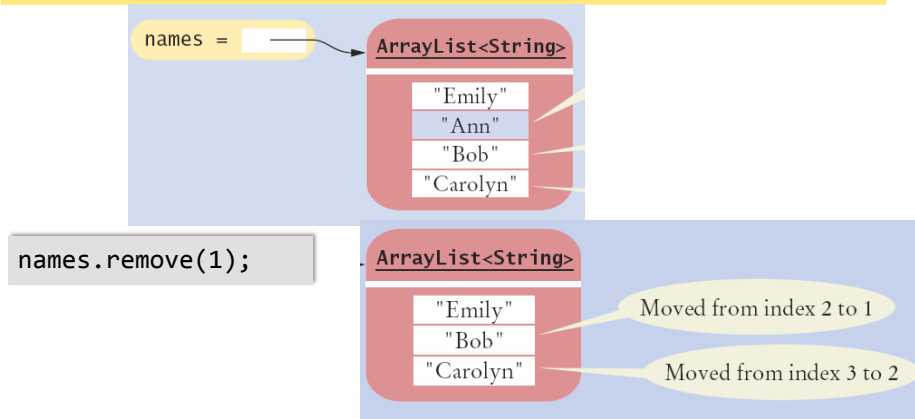 names =
ArrayList<String>
"Emily"
"Ann"
"Bob"
"Carolyn"
names.remove(1);
ArrayList<String>
"Emily"
"Bob"
"Carolyn"
Moved from index 2 to 1
Moved from index 3 to 2